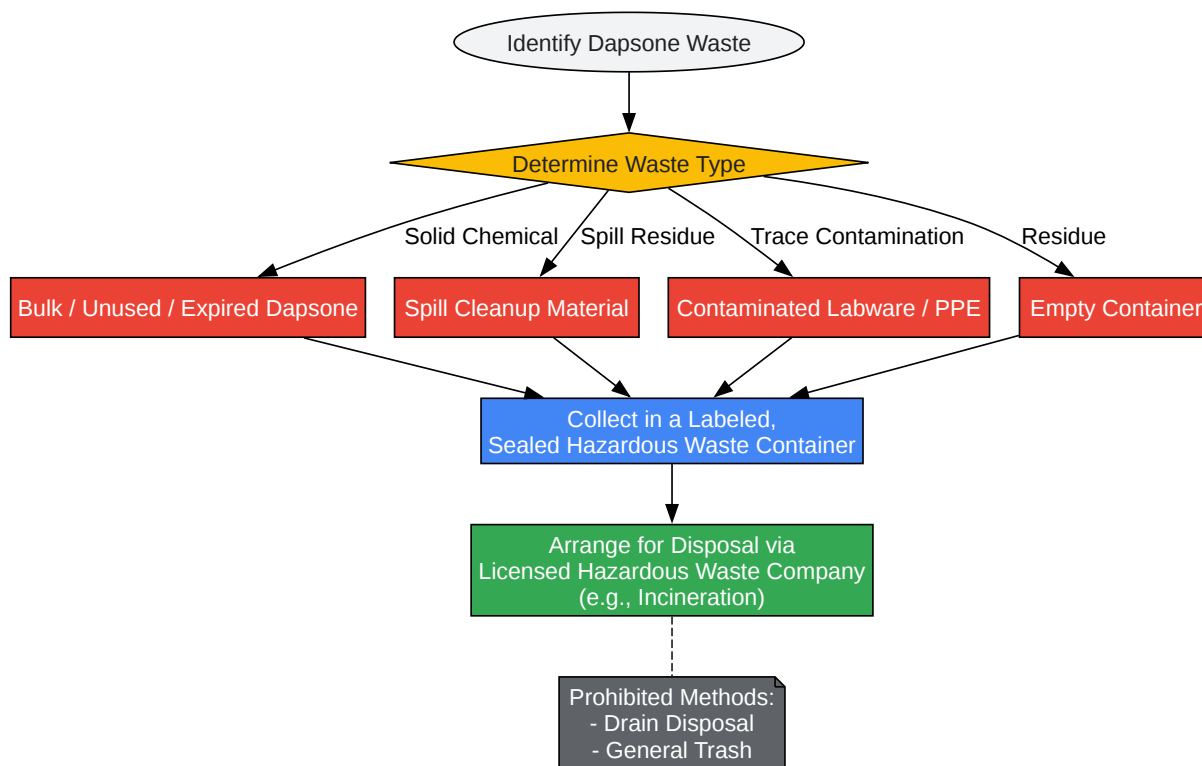 Identify Dapsone Waste
Determine Waste Type
Solid Chemical
Spill Residue
Trace Contamination
Residue
Bulk / Unused / Expired Dapsone
Spill Cleanup Material
Contaminated Labware / PPE
Empty Container
Collect in a Labeled,
Sealed Hazardous Waste Container
Arrange for Disposal via
Licensed Hazardous Waste Company
(e.g., Incineration)
Prohibited Methods:
- Drain Disposal
- General Trash